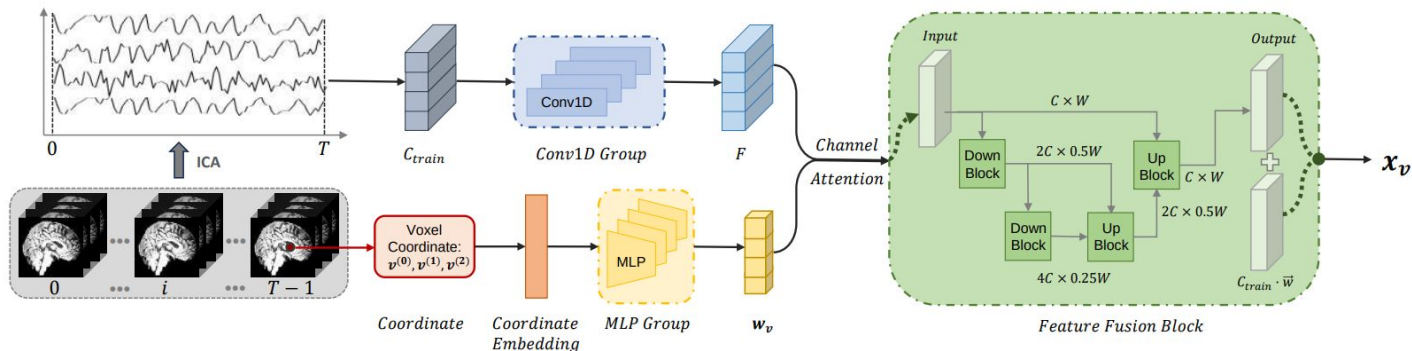 0
T
ICA
0
i
T − 1
C_train
Conv1D
Conv1D Group
F
Voxel
Coordinate:
v^(0), v^(1), v^(2)
Coordinate
Coordinate
Embedding
MLP
MLP Group
w_v
Channel
Attention
Input
Output
C × W
Down
Block
2C × 0.5W
Up
Block
C × W
2C × 0.5W
Down
Block
Up
Block
4C × 0.25W
C_train · w⃗
Feature Fusion Block
x_v